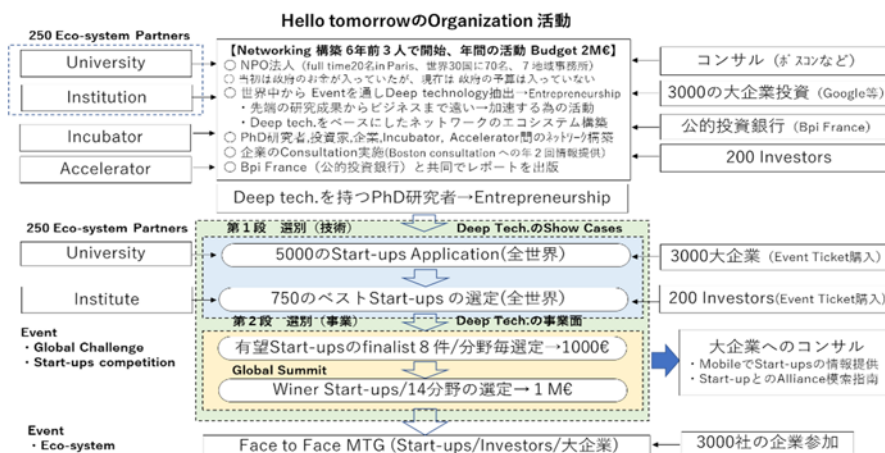 Hello tomorrowのOrganization 活動
250 Eco-system Partners
University
Institution
Incubator
Accelerator
【Networking 構築 6年前３人で開始、年間の活動 Budget 2M€】
○ NPO法人（full time20名in Paris、世界30国に70名、７地域事務所）
○ 当初は政府のお金が入っていたが、現在は 政府の予算は入っていない
○ 世界中から Eventを通しDeep technology抽出→Entrepreneurship
・先端の研究成果からビジネスまで遠い→加速する為の活動
・Deep tech.をベースにしたネットワークのエコシステム構築
○ PhD研究者,投資家,企業,Incubator, Accelerator間のﾈｯﾄﾜｰｸ構築
○ 企業のConsultation実施(Boston consultation への年２回情報提供)
○ Bpi France（公的投資銀行）と共同でレポートを出版
コンサル（ﾎﾞｽｺﾝなど）
3000の大企業投資（Google等）
公的投資銀行（Bpi France）
200 Investors
Deep tech.を持つPhD研究者→Entrepreneurship
250 Eco-system Partners
University
Institute
第１段　選別（技術）
Deep Tech.のShow Cases
5000のStart-ups Application(全世界)
750のベストStart-ups の選定(全世界)
3000大企業（Event Ticket購入）
200 Investors(Event Ticket購入)
第２段　選別（事業）
Deep Tech.の事業面
有望Start-upsのfinalist８件/分野毎選定→1000€
Global Summit
Winer Start-ups/14分野の選定→１M€
Event
・Global Challenge
・Start-ups competition
大企業へのコンサル
・MobileでStart-upsの情報提供
・Start-upとのAlliance模索指南
Event
・Eco-system
Face to Face MTG (Start-ups/Investors/大企業)
3000社の企業参加